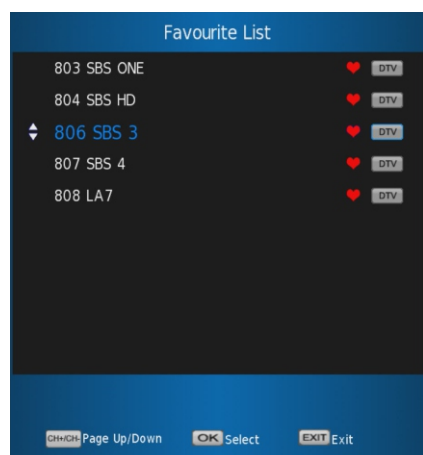 Favourite List
803 SBS ONE DTV
804 SBS HD DTV
806 SBS 3 DTV
807 SBS 4 DTV
808 LA7 DTV
CH+/CH- Page Up/Down OK Select EXIT Exit